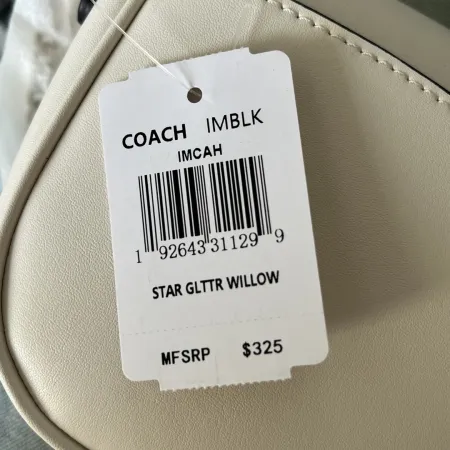 COACH IMBLK
IMCAH
1 92643 31129 9
STAR GLTTR WILLOW
MFSRP $325